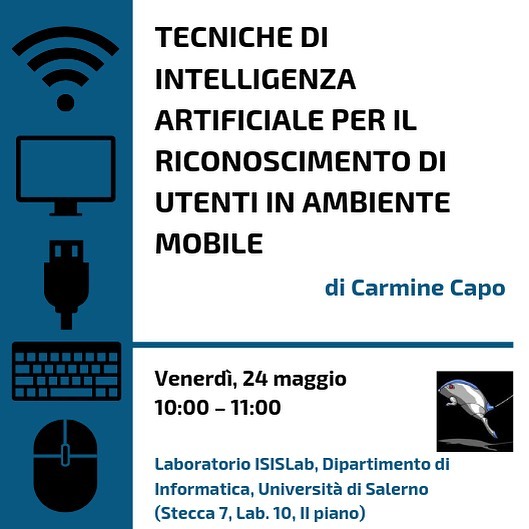 TECNICHE DI
INTELLIGENZA
ARTIFICIALE PER IL
RICONOSCIMENTO DI
UTENTI IN AMBIENTE
MOBILE
di Carmine Capo
Venerdì, 24 maggio
10:00 – 11:00
Laboratorio ISISLab, Dipartimento di
Informatica, Università di Salerno
(Stecca 7, Lab. 10, II piano)